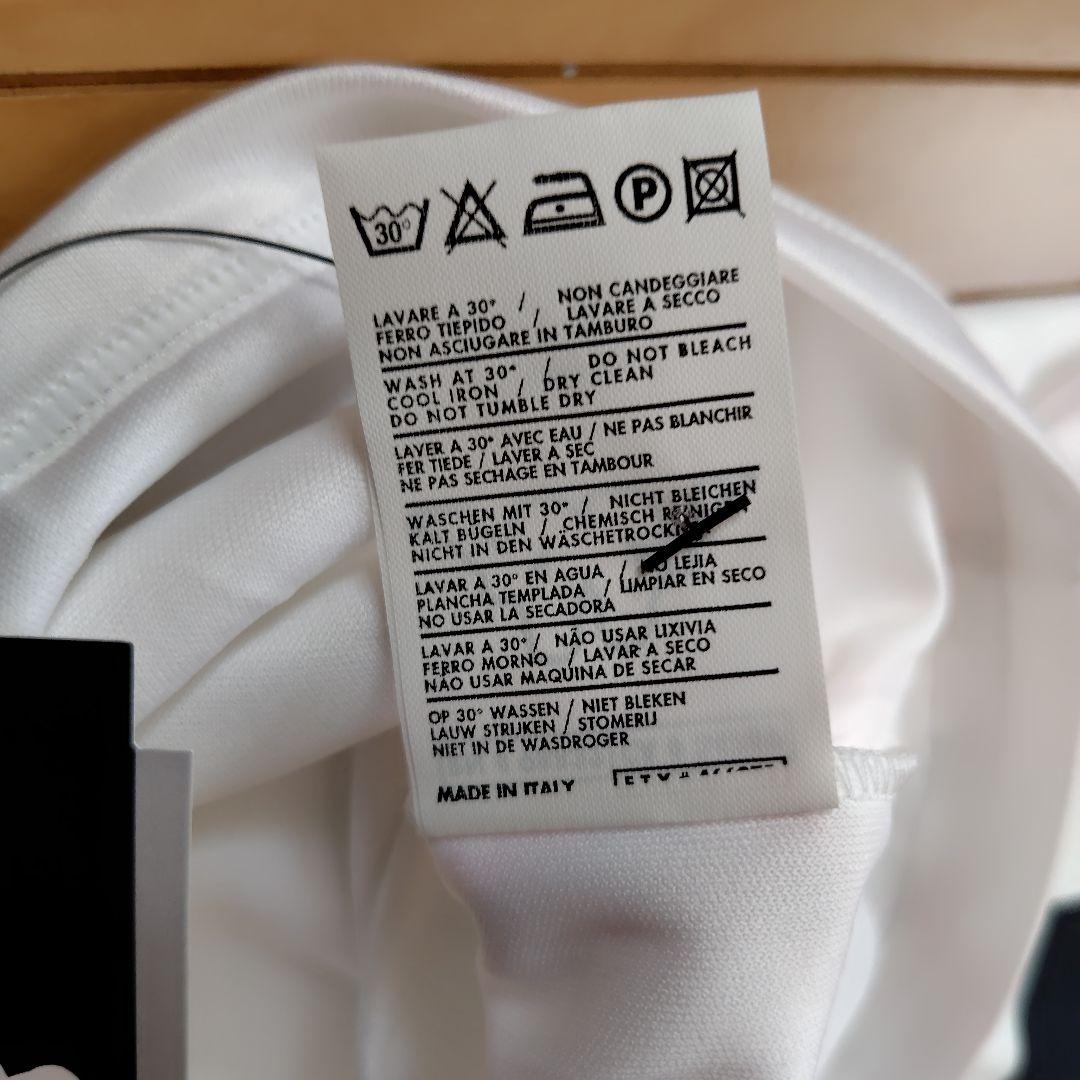 30°
P
LAVARE A 30° / NON CANDEGGIARE
FERRO TIEPIDO / LAVARE A SECCO
NON ASCIUGARE IN TAMBURO
WASH AT 30° / DO NOT BLEACH
COOL IRON / DRY CLEAN
DO NOT TUMBLE DRY
LAVER A 30° AVEC EAU / NE PAS BLANCHIR
FER TIEDE / LAVER A SEC
NE PAS SECHAGE EN TAMBOUR
WASCHEN MIT 30° / NICHT BLEICHEN
KALT BÜGELN / CHEMISCH
NICHT IN DEN
LAVAR A 30° EN AGUA / NO LEJIA
PLANCHA TEMPLADA / LIMPIAR EN SECO
NO USAR LA SECADORA
LAVAR A 30° / NÃO USAR LIXIVIA
FERRO MORNO / LAVAR A SECO
NÃO USAR MAQUINA DE SECAR
OP 30° WASSEN / NIET BLEKEN
LAUW STRIJKEN / STOMERIJ
NIET IN DE WASDROGER
MADE IN ITALY